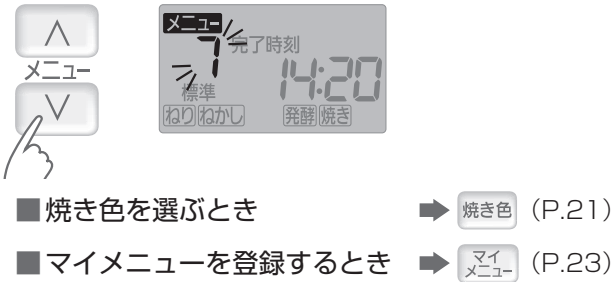 メニュー
メニュー
完了時刻
7
14:20
標準
ねり ねかし 発酵 焼き
■焼き色を選ぶとき ➡ 焼き色 (P.21)
■マイメニューを登録するとき ➡ マイメニュー (P.23)